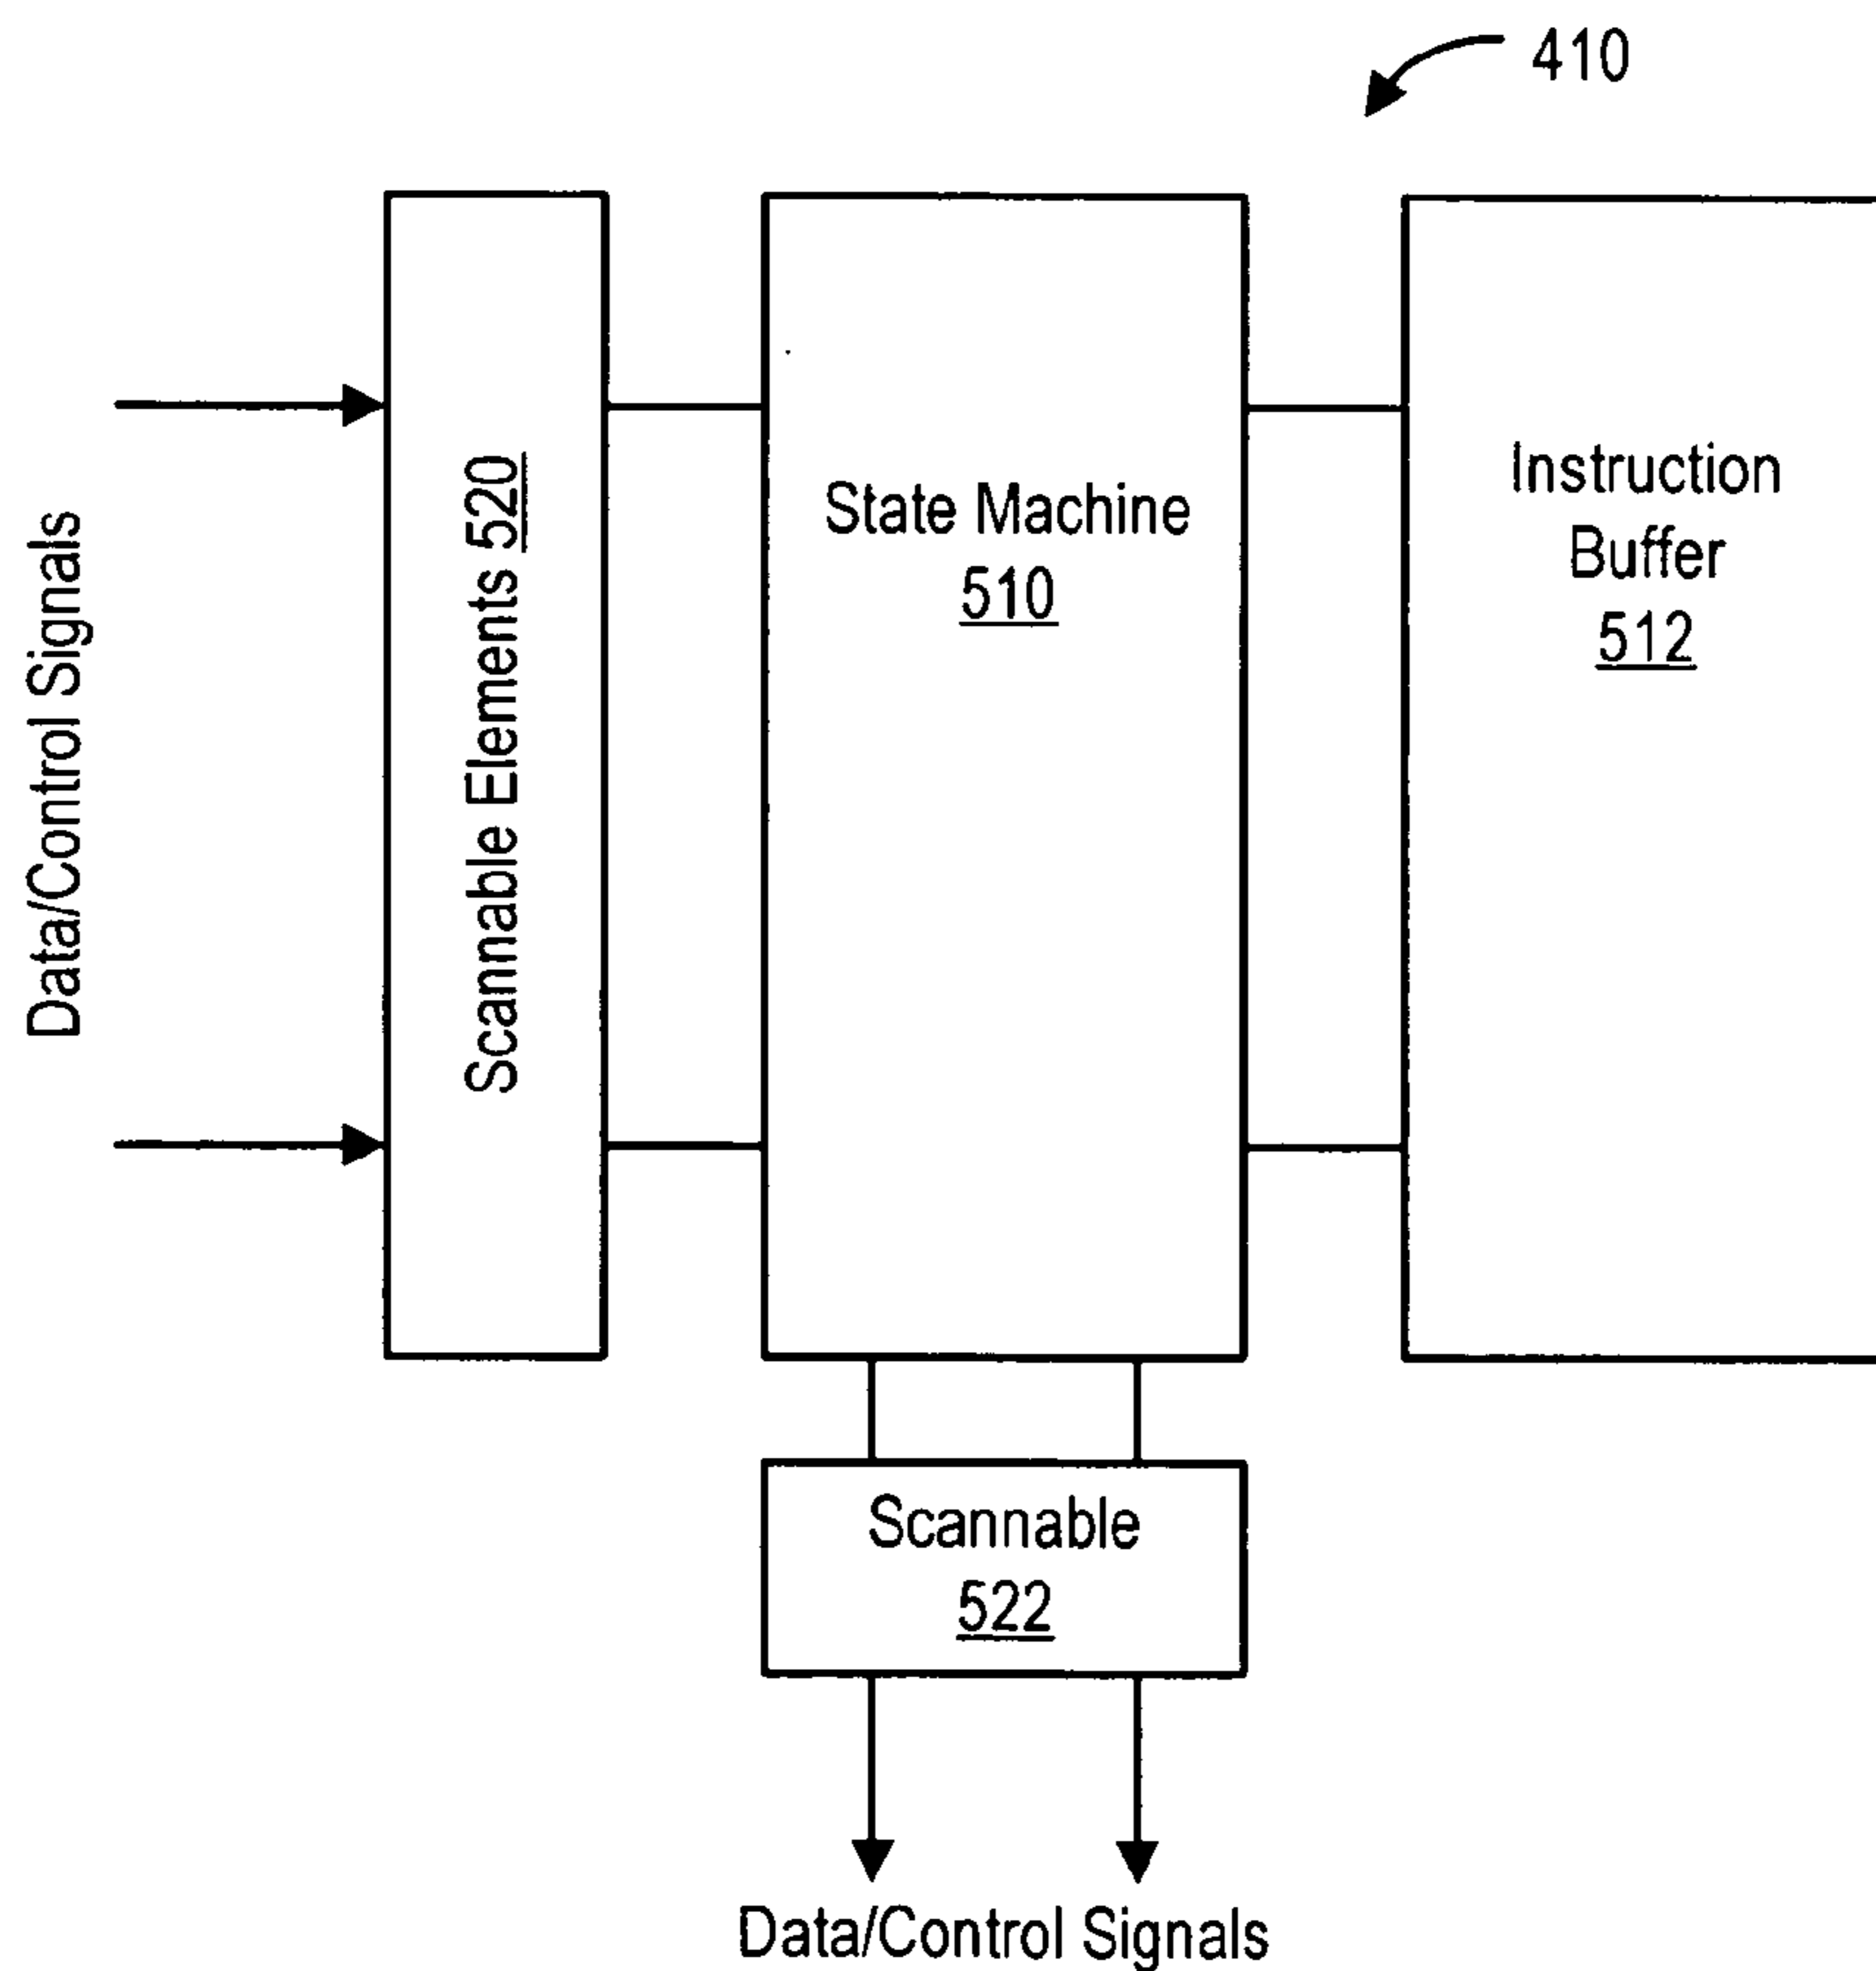 410
Data/Control Signals
Scannable Elements 520
State Machine
510
Instruction
Buffer
512
Scannable
522
Data/Control Signals